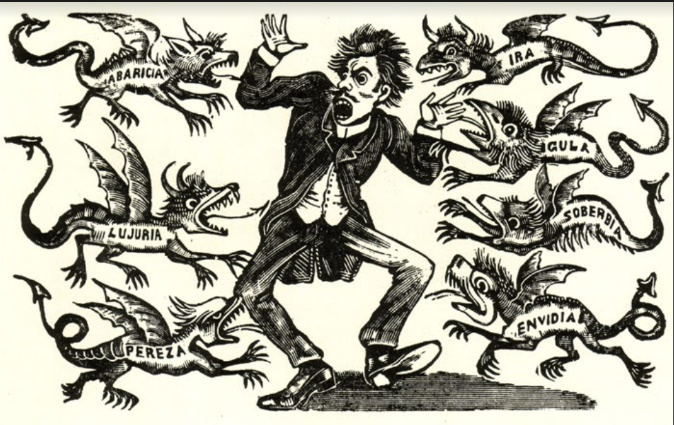 ABARICIA
LUJURIA
PEREZA
IRA
GULA
SOBERBIA
ENVIDIA